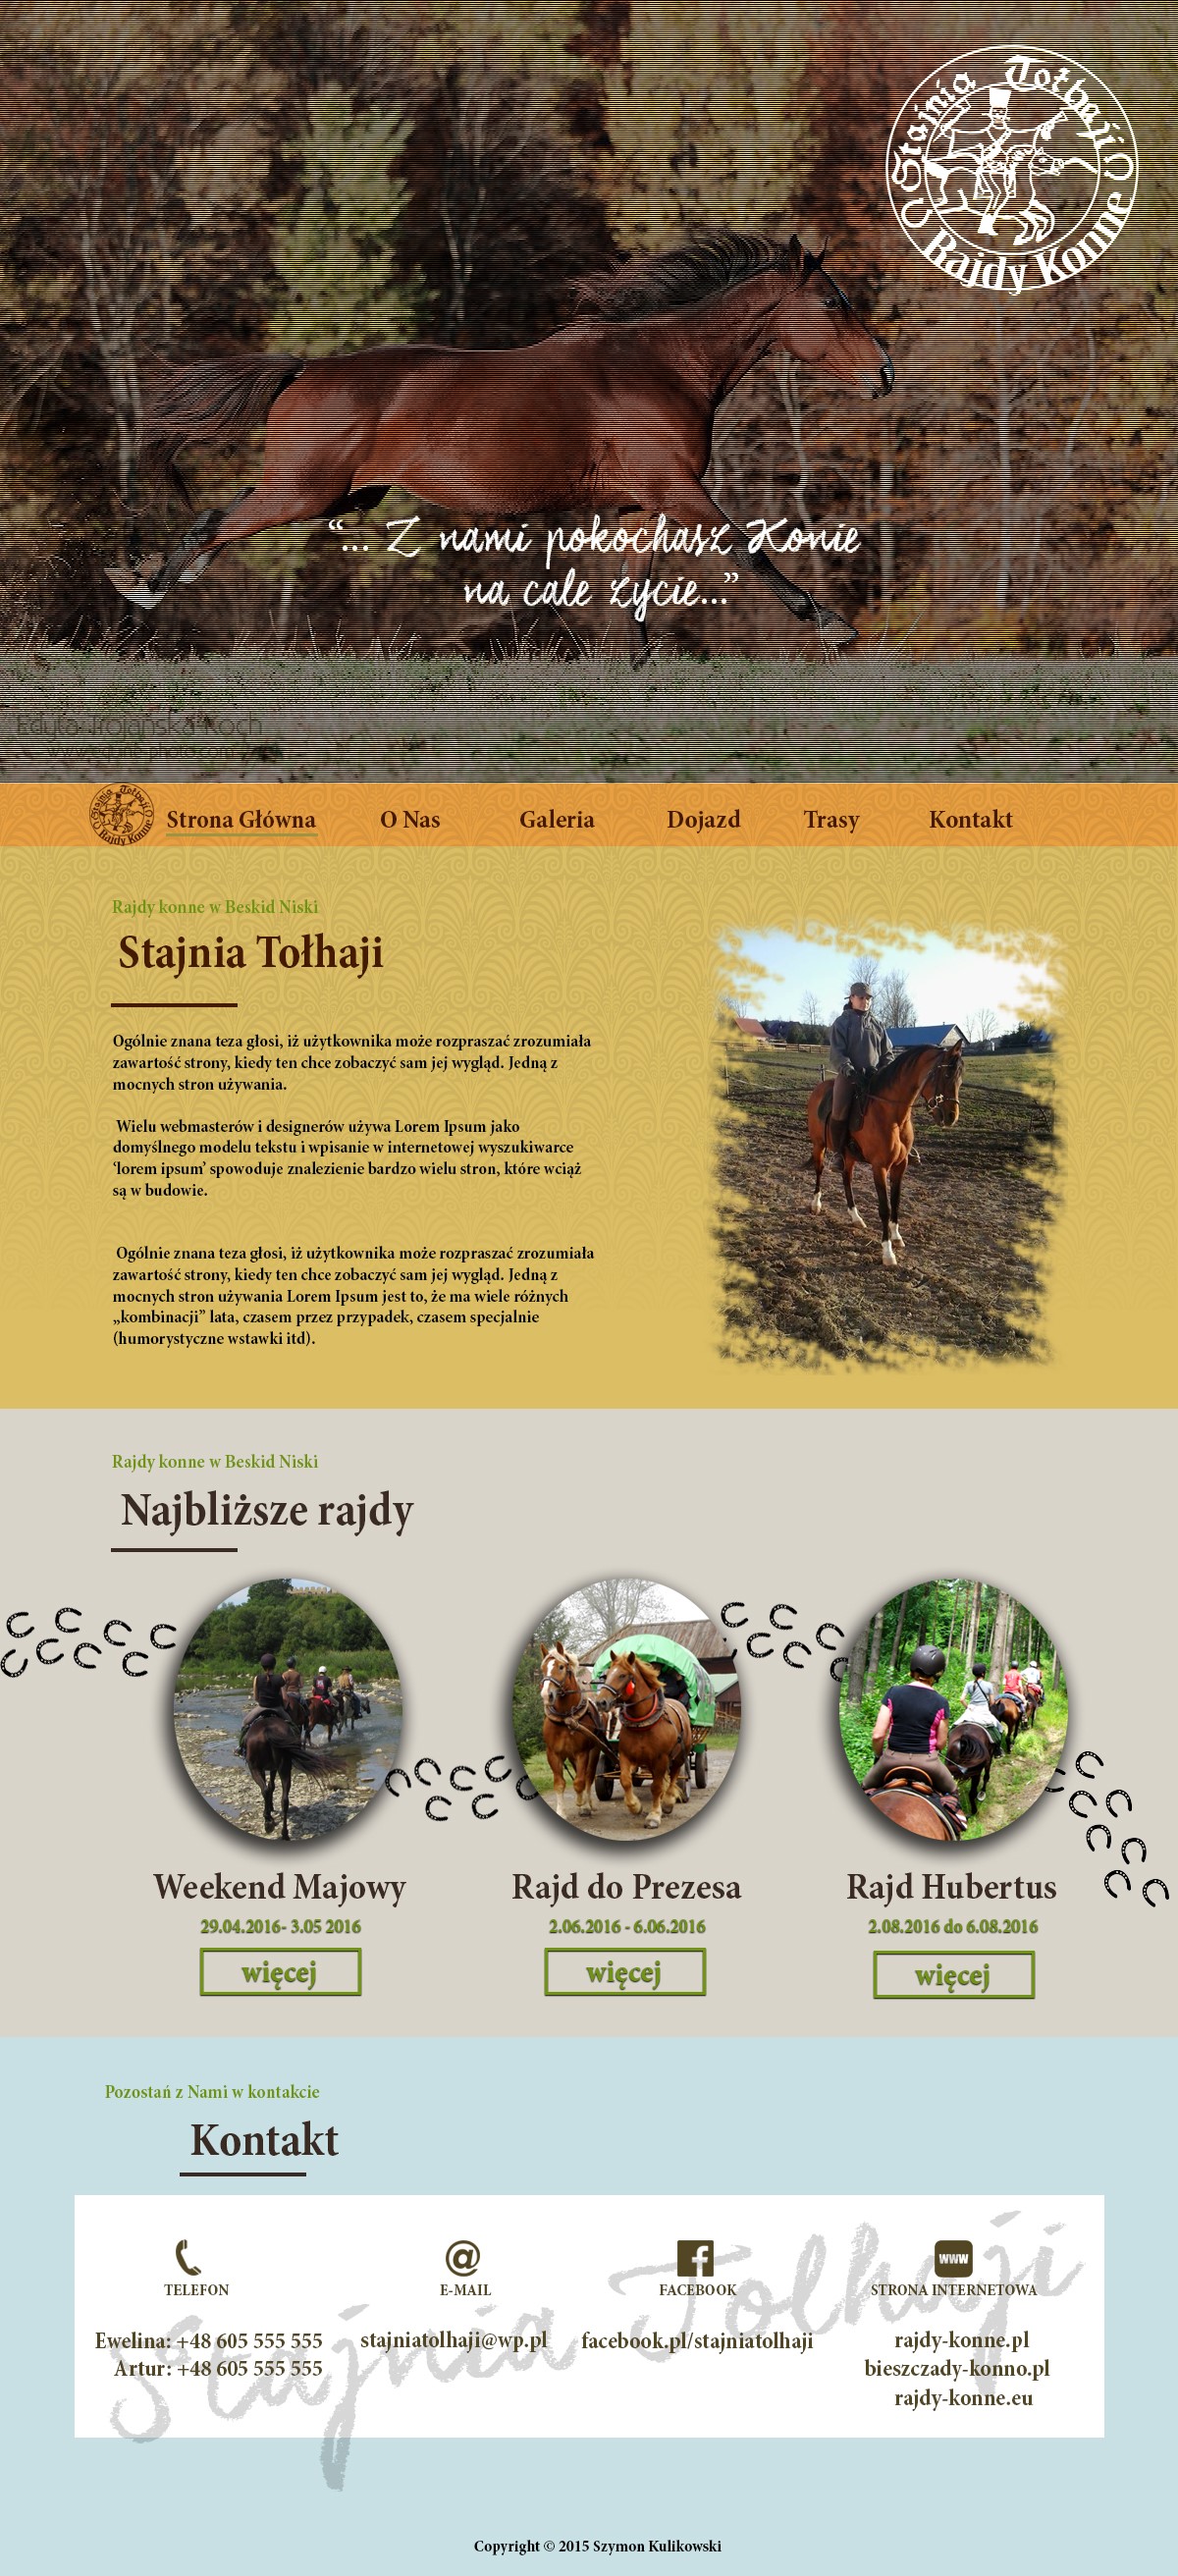 Stajnia Tołhaji
Rajdy Konne
“... Z nami pokochasz Konie
na cale zycie...”
Edyta Trojańska-Koch
Stajnia Tołhaji
Rajdy Konne
Strona Główna
O Nas
Galeria
Dojazd
Trasy
Kontakt
Rajdy konne w Beskid Niski
Stajnia Tołhaji
Ogólnie znana teza głosi, iż użytkownika może rozpraszać zrozumiała
zawartość strony, kiedy ten chce zobaczyć sam jej wygląd. Jedną z
mocnych stron używania.
Wielu webmasterów i designerów używa Lorem Ipsum jako
domyślnego modelu tekstu i wpisanie w internetowej wyszukiwarce
‘lorem ipsum’ spowoduje znalezienie bardzo wielu stron, które wciąż
są w budowie.
Ogólnie znana teza głosi, iż użytkownika może rozpraszać zrozumiała
zawartość strony, kiedy ten chce zobaczyć sam jej wygląd. Jedną z
mocnych stron używania Lorem Ipsum jest to, że ma wiele różnych
„kombinacji” lata, czasem przez przypadek, czasem specjalnie
(humorystyczne wstawki itd).
Rajdy konne w Beskid Niski
Najbliższe rajdy
Weekend Majowy
29.04.2016- 3.05 2016
więcej
Rajd do Prezesa
2.06.2016 - 6.06.2016
więcej
Rajd Hubertus
2.08.2016 do 6.08.2016
więcej
Pozostań z Nami w kontakcie
Kontakt
Stajnia Tolhaji
TELEFON
Ewelina: +48 605 555 555
Artur: +48 605 555 555
E-MAIL
stajniatolhaji@wp.pl
FACEBOOK
facebook.pl/stajniatolhaji
www
STRONA INTERNETOWA
rajdy-konne.pl
bieszczady-konno.pl
rajdy-konne.eu
Copyright © 2015 Szymon Kulikowski